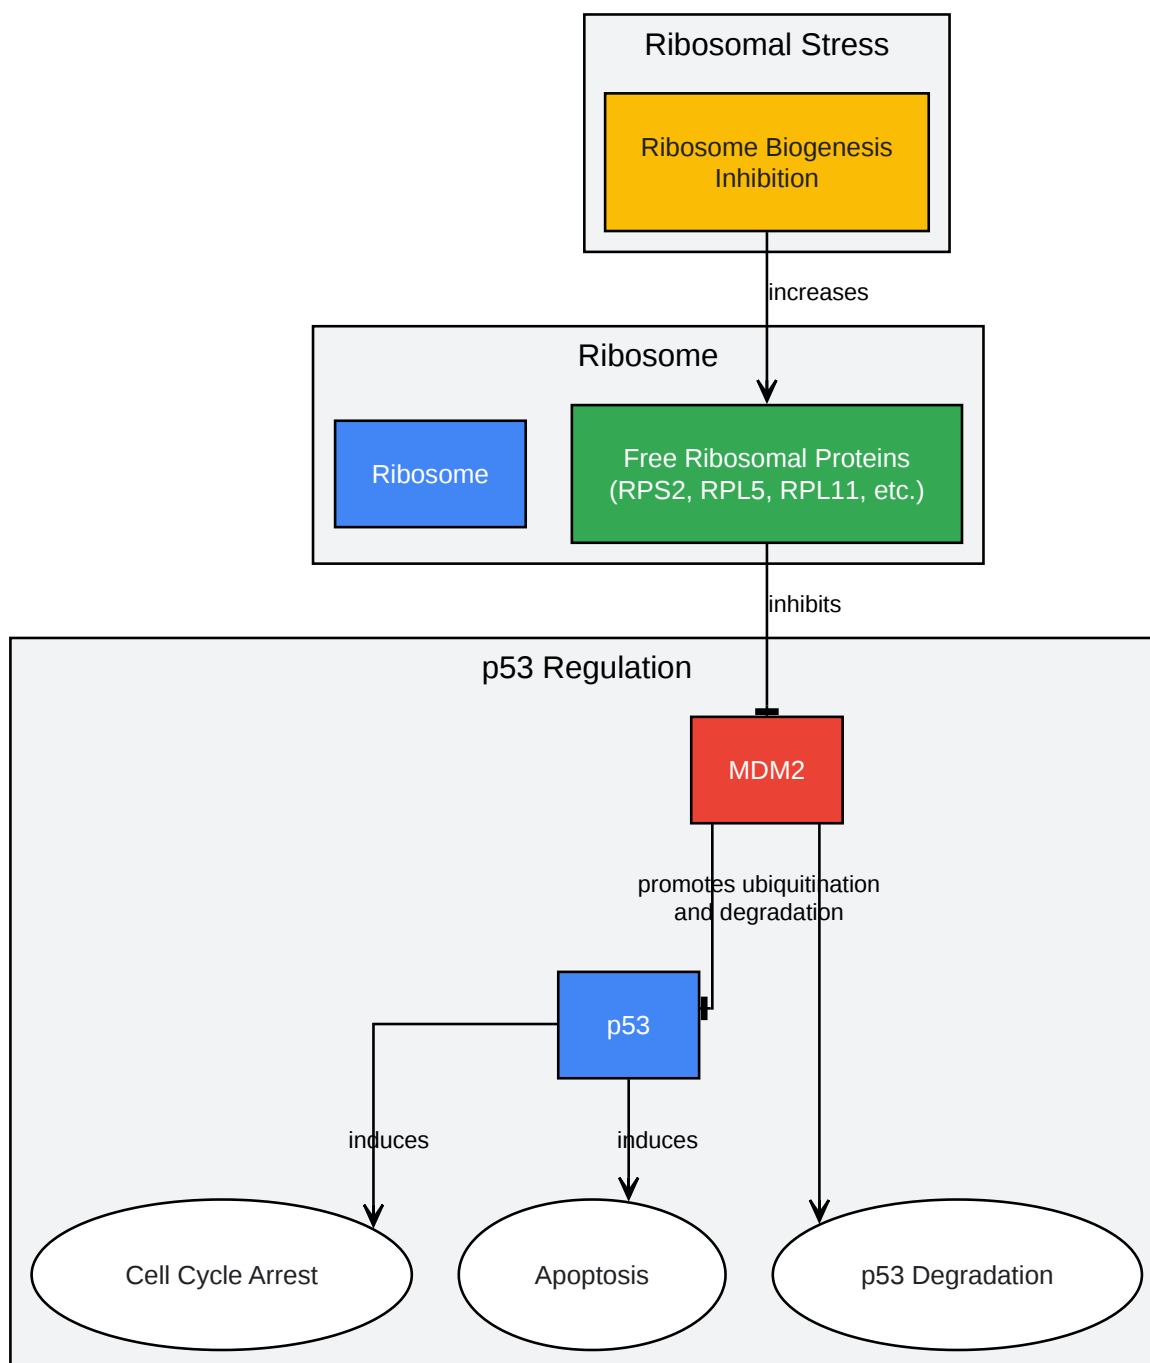 Ribosomal Stress
Ribosome Biogenesis
Inhibition
increases
Ribosome
Ribosome
Free Ribosomal Proteins
(RPS2, RPL5, RPL11, etc.)
inhibits
p53 Regulation
MDM2
promotes ubiquitination
and degradation
p53
induces
induces
Cell Cycle Arrest
Apoptosis
p53 Degradation